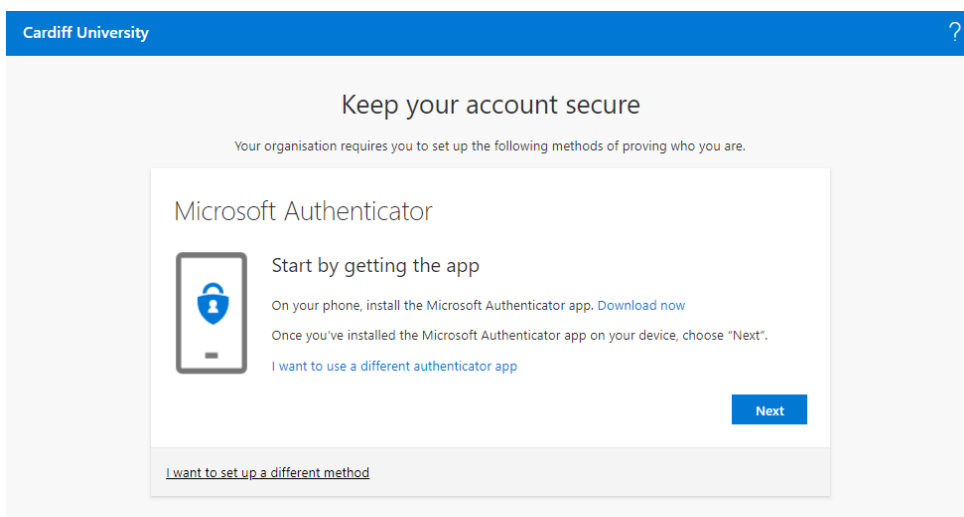 Cardiff University
?
Keep your account secure
Your organisation requires you to set up the following methods of proving who you are.
Microsoft Authenticator
Start by getting the app
On your phone, install the Microsoft Authenticator app. Download now
Once you've installed the Microsoft Authenticator app on your device, choose “Next”.
I want to use a different authenticator app
Next
I want to set up a different method